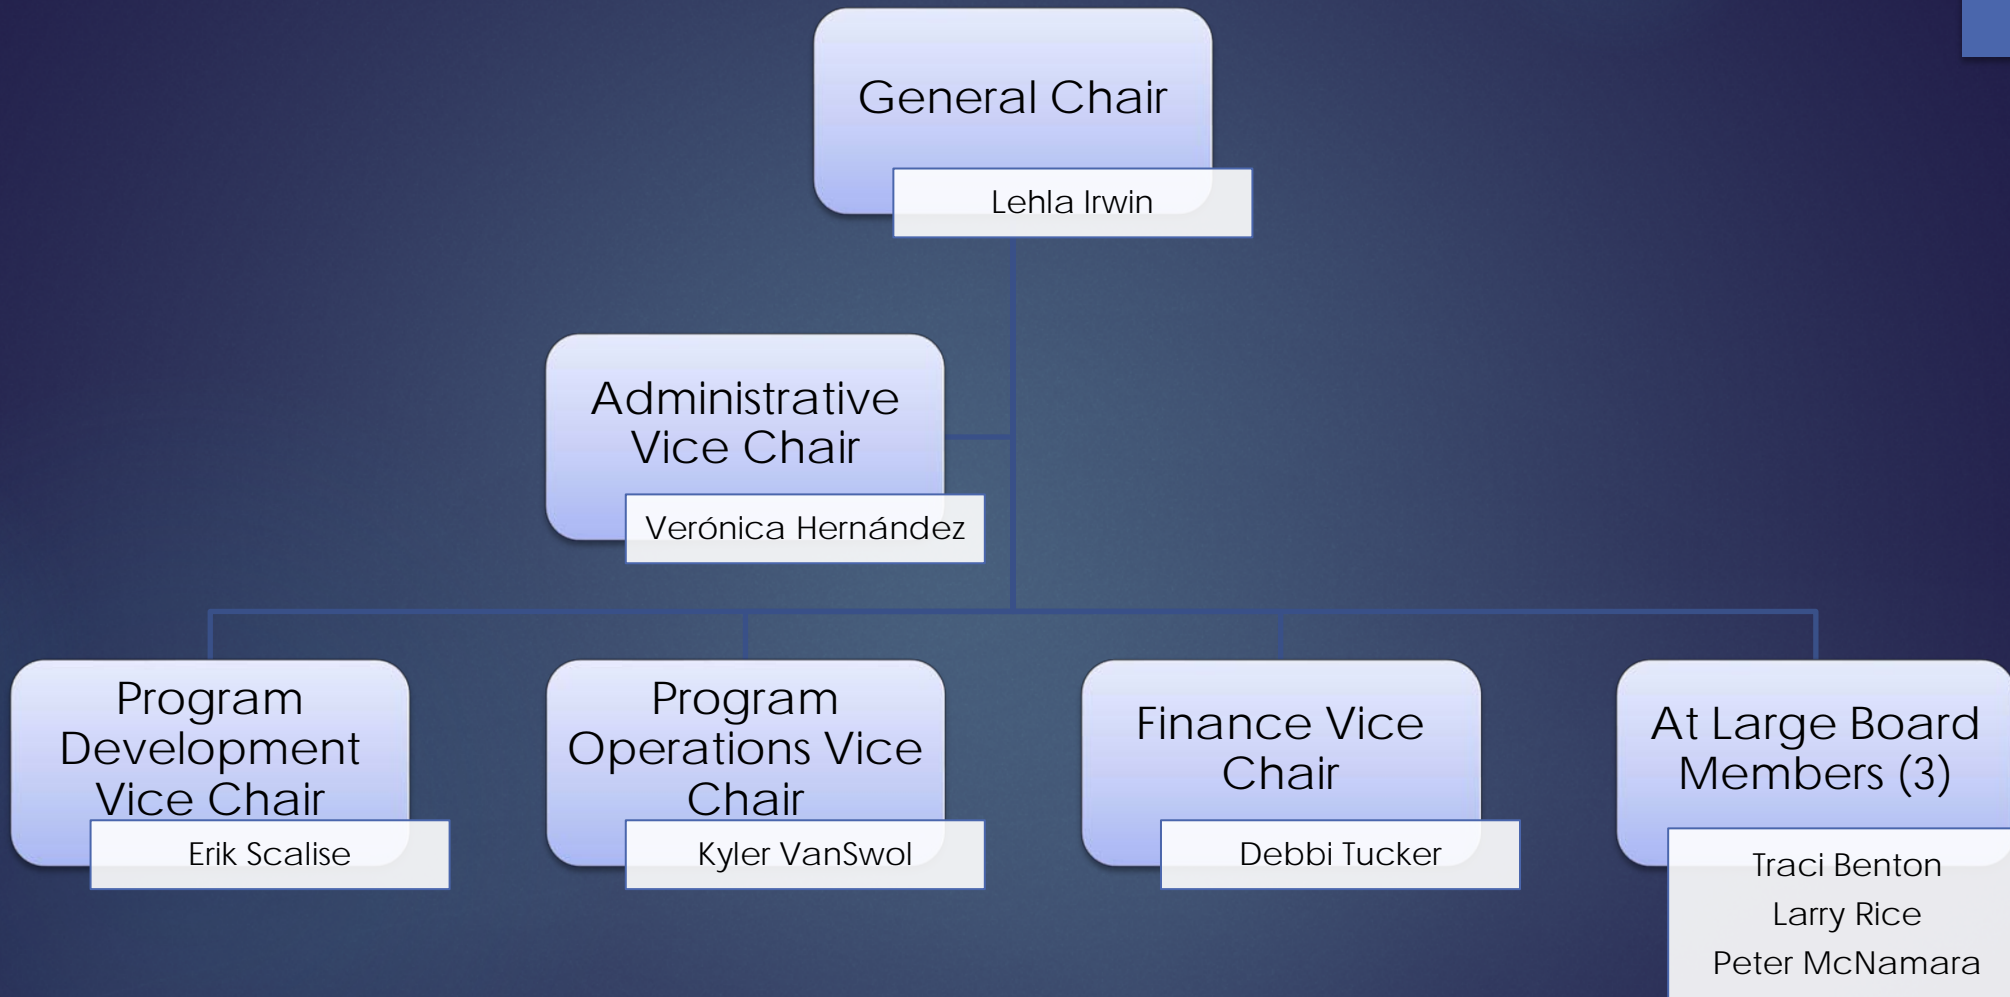 General Chair
Lehla Irwin
Administrative
Vice Chair
Verónica Hernández
Program
Development
Vice Chair
Erik Scalise
Program
Operations Vice
Chair
Kyler VanSwol
Finance Vice
Chair
Debbi Tucker
At Large Board
Members (3)
Traci Benton
Larry Rice
Peter McNamara